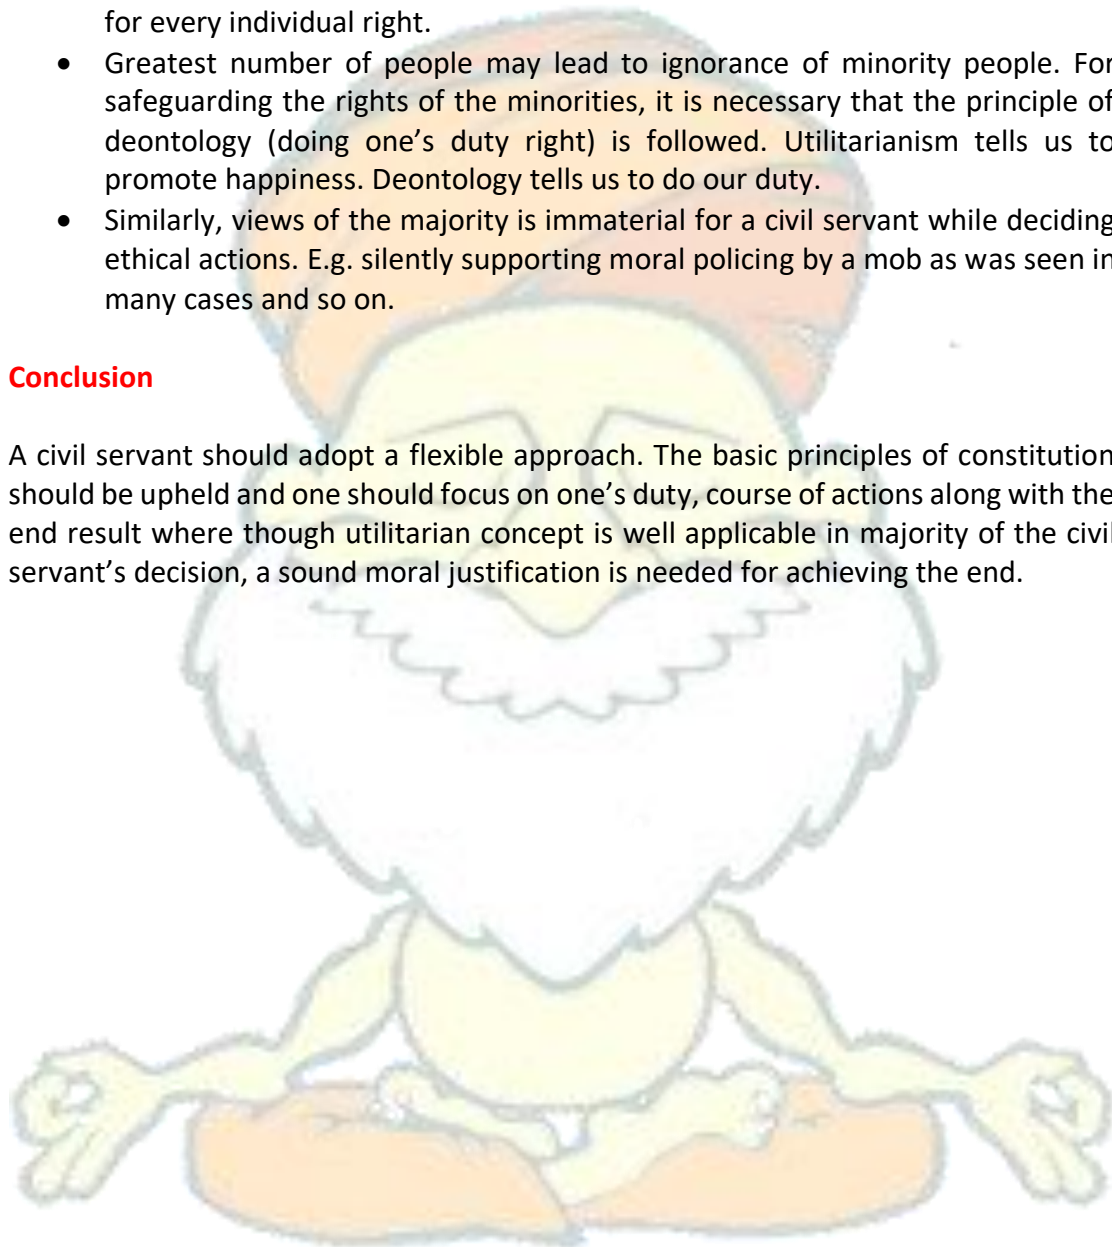 for every individual right.
• Greatest number of people may lead to ignorance of minority people. For
safeguarding the rights of the minorities, it is necessary that the principle of
deontology (doing one’s duty right) is followed. Utilitarianism tells us to
promote happiness. Deontology tells us to do our duty.
• Similarly, views of the majority is immaterial for a civil servant while deciding
ethical actions. E.g. silently supporting moral policing by a mob as was seen in
many cases and so on.
Conclusion
A civil servant should adopt a flexible approach. The basic principles of constitution
should be upheld and one should focus on one’s duty, course of actions along with the
end result where though utilitarian concept is well applicable in majority of the civil
servant’s decision, a sound moral justification is needed for achieving the end.